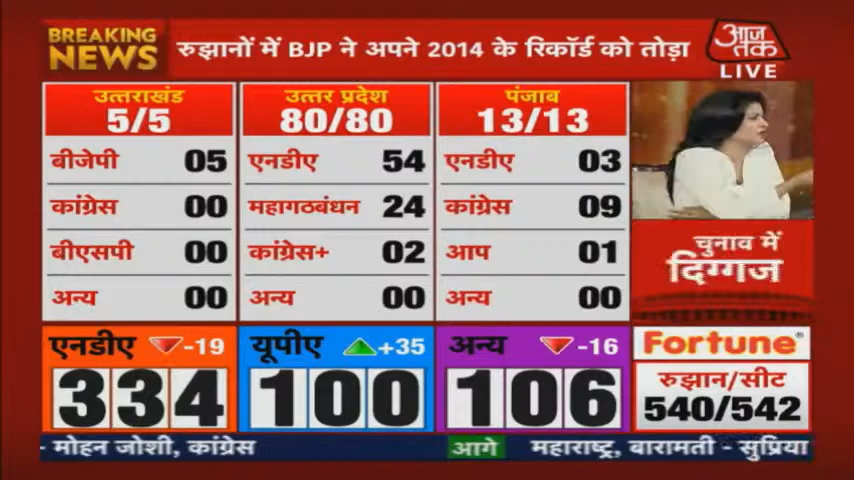 BREAKING NEWS
रुझानों में BJP ने अपने 2014 के रिकॉर्ड को तोड़ा
आज तक
LIVE
उत्तराखंड
5/5
बीजेपी 05
कांग्रेस 00
बीएसपी 00
अन्य 00
उत्तर प्रदेश
80/80
एनडीए 54
महागठबंधन 24
कांग्रेस+ 02
अन्य 00
पंजाब
13/13
एनडीए 03
कांग्रेस 09
आप 01
अन्य 00
चुनाव में
दिग्गज
एनडीए -19
334
यूपीए +35
100
अन्य -16
106
Fortune®
रुझान/सीट
540/542
- मोहन जोशी, कांग्रेस आगे महाराष्ट्र, बारामती - सुप्रिया